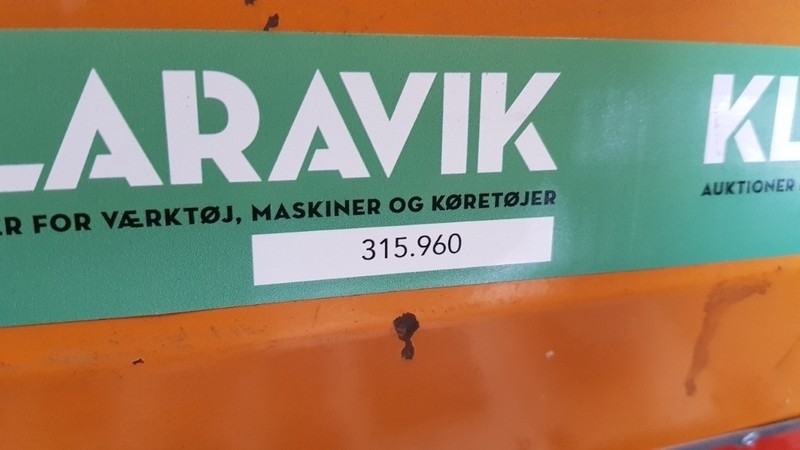 LARAVIK
ER FOR VÆRKTØJ, MASKINER OG KØRETØJER
315.960
KL
AUKTIONER